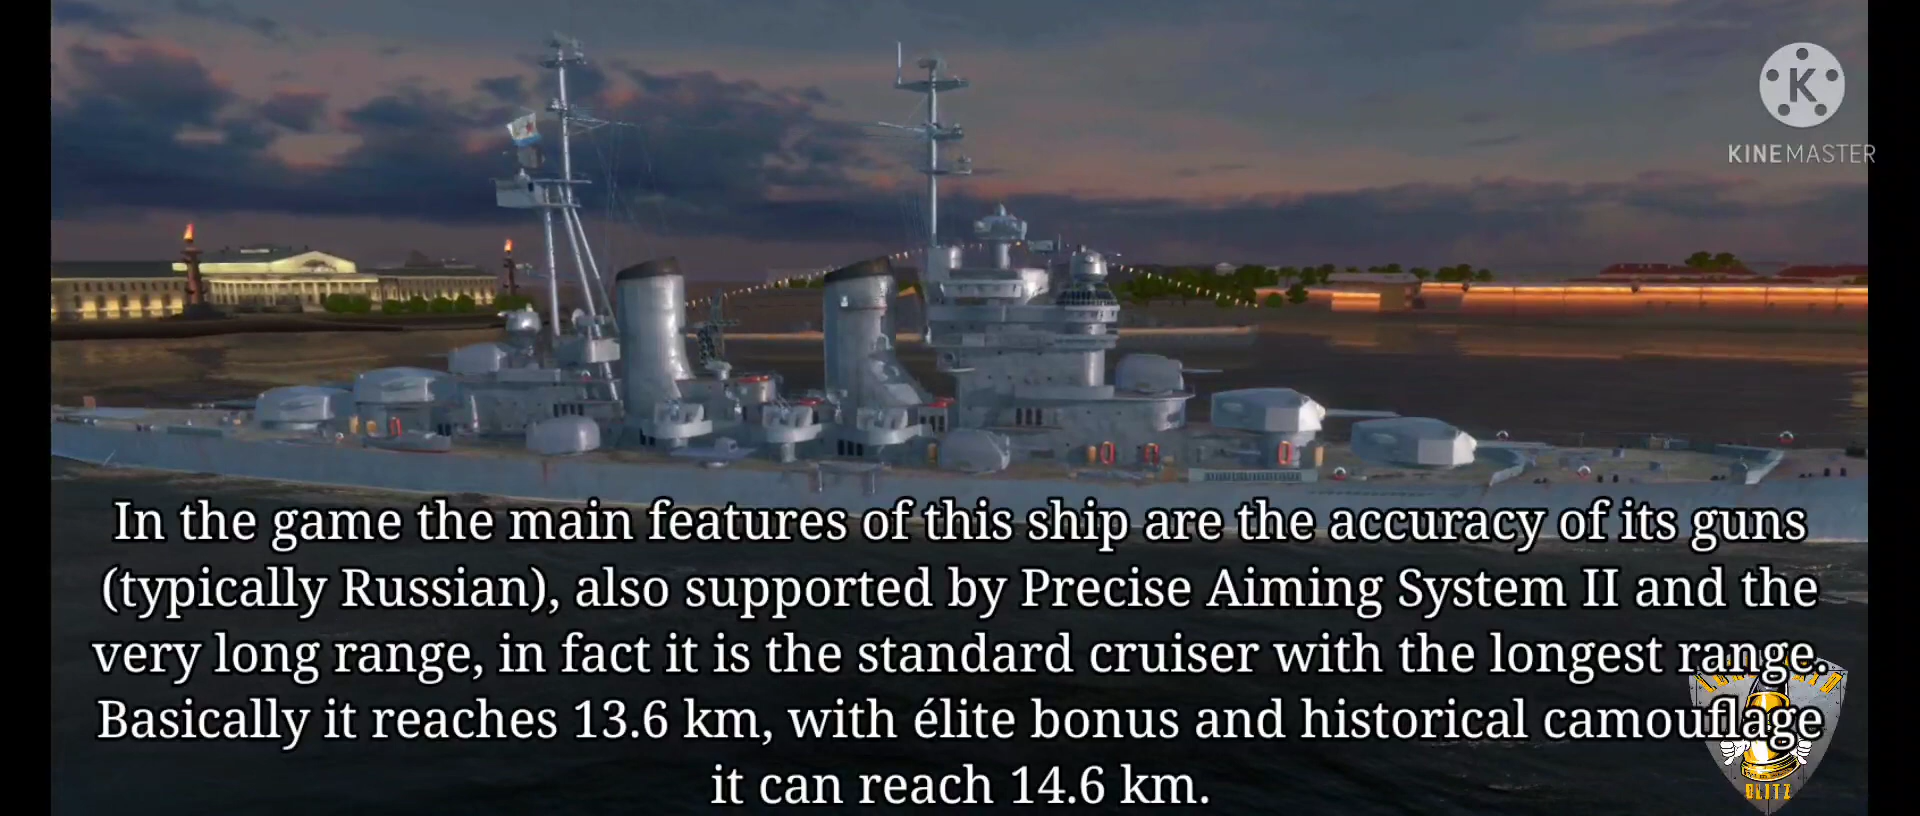 K
KINEMASTER
In the game the main features of this ship are the accuracy of its guns
(typically Russian), also supported by Precise Aiming System II and the
very long range, in fact it is the standard cruiser with the longest range.
Basically it reaches 13.6 km, with élite bonus and historical camouflage
it can reach 14.6 km.
BLITZ